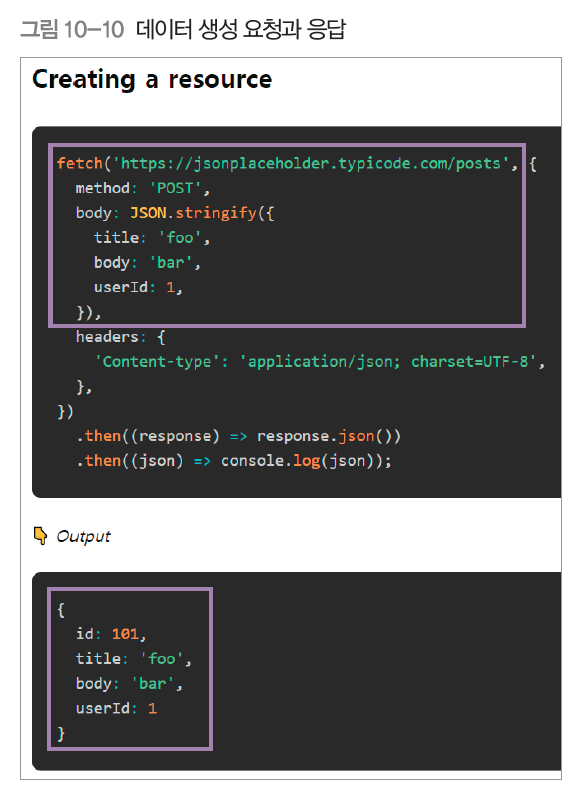 그림 10-10 데이터 생성 요청과 응답
Creating a resource
fetch('https://jsonplaceholder.typicode.com/posts', {
  method: 'POST',
  body: JSON.stringify({
    title: 'foo',
    body: 'bar',
    userId: 1,
  }),
  headers: {
    'Content-type': 'application/json; charset=UTF-8',
  },
})
  .then((response) => response.json())
  .then((json) => console.log(json));
👇 Output
{
  id: 101,
  title: 'foo',
  body: 'bar',
  userId: 1
}